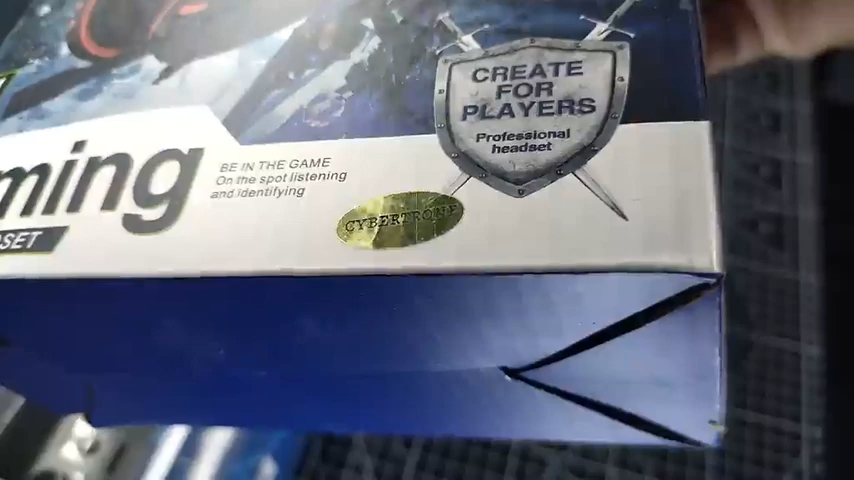 CREATE
FOR
PLAYERS
Professional
headset
ming
BE IN THE GAME
On the spot listening
and identifying
CYBERTRONE
SET